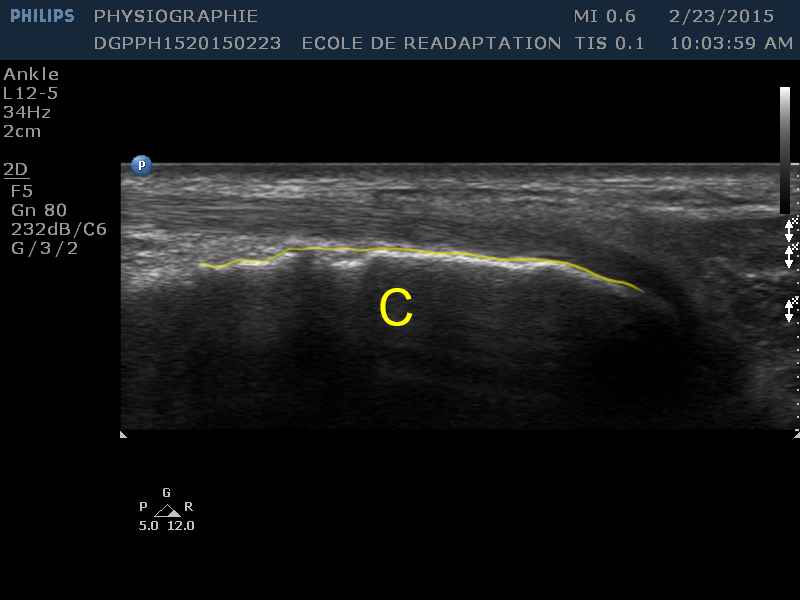 PHILIPS PHYSIOGRAPHIE MI 0.6 2/23/2015
DGPPH1520150223 ECOLE DE READAPTATION TIS 0.1 10:03:59 AM
Ankle
L12-5
34Hz
2cm
2D
F5
Gn 80
232dB/C6
G/3/2
P
C
G
P R
5.0 12.0